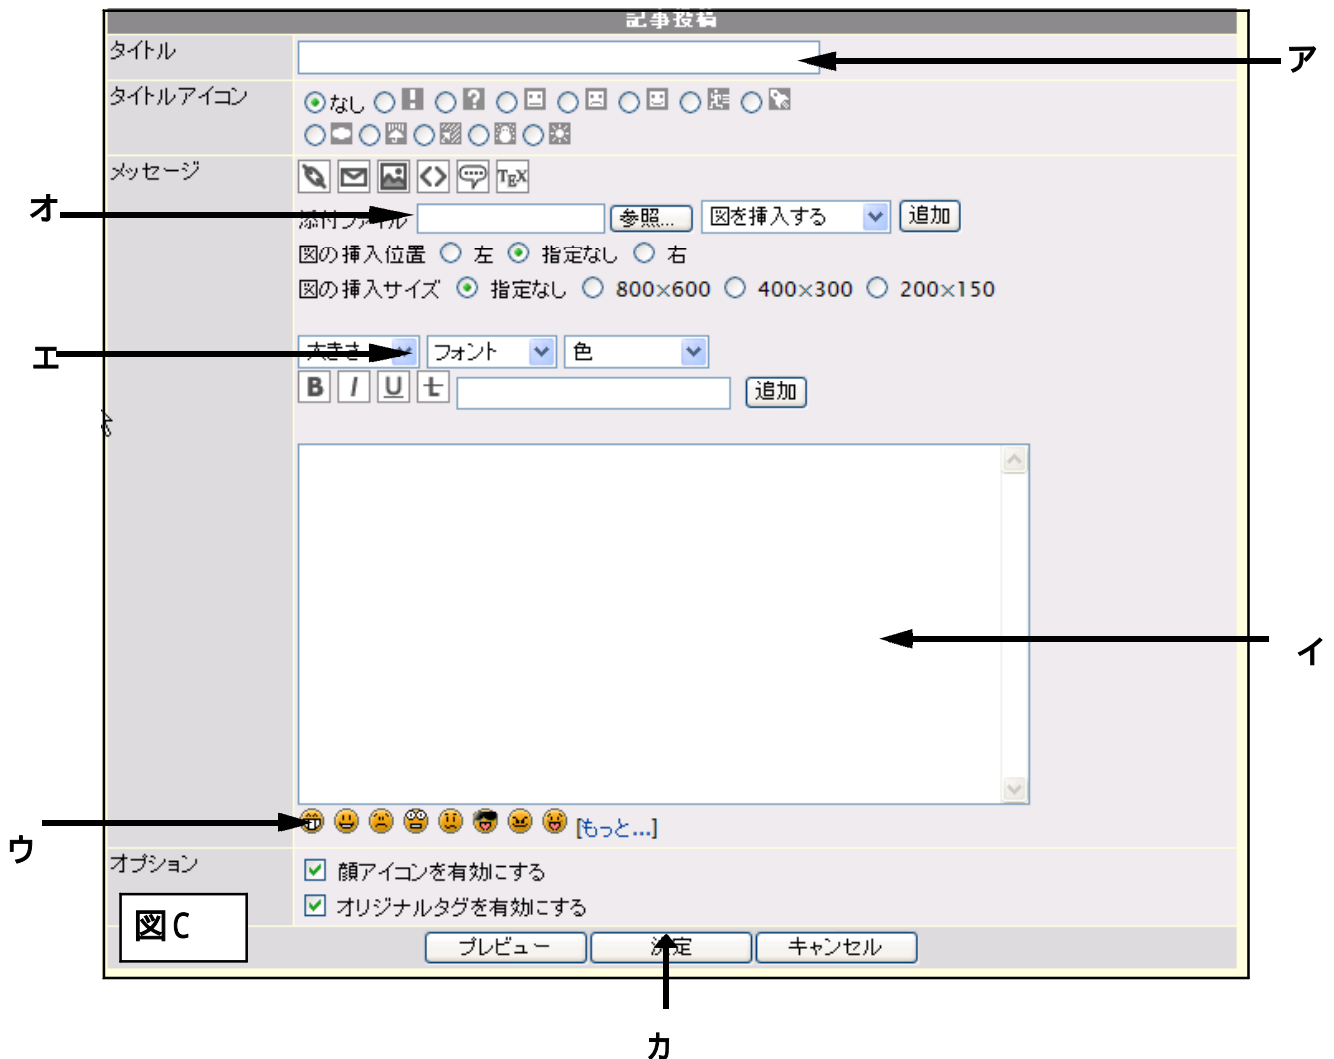 記事投稿
タイトル
ア
タイトルアイコン
なし ! ?
メッセージ
<> TEX
オ
添付ファイル 参照... 図を挿入する 追加
図の挿入位置 左 指定なし 右
図の挿入サイズ 指定なし 800×600 400×300 200×150
エ
大きさ フォント 色
B I U t 追加
イ
ウ
[もっと...]
オプション
顔アイコンを有効にする
オリジナルタグを有効にする
図C
プレビュー 決定 キャンセル
カ